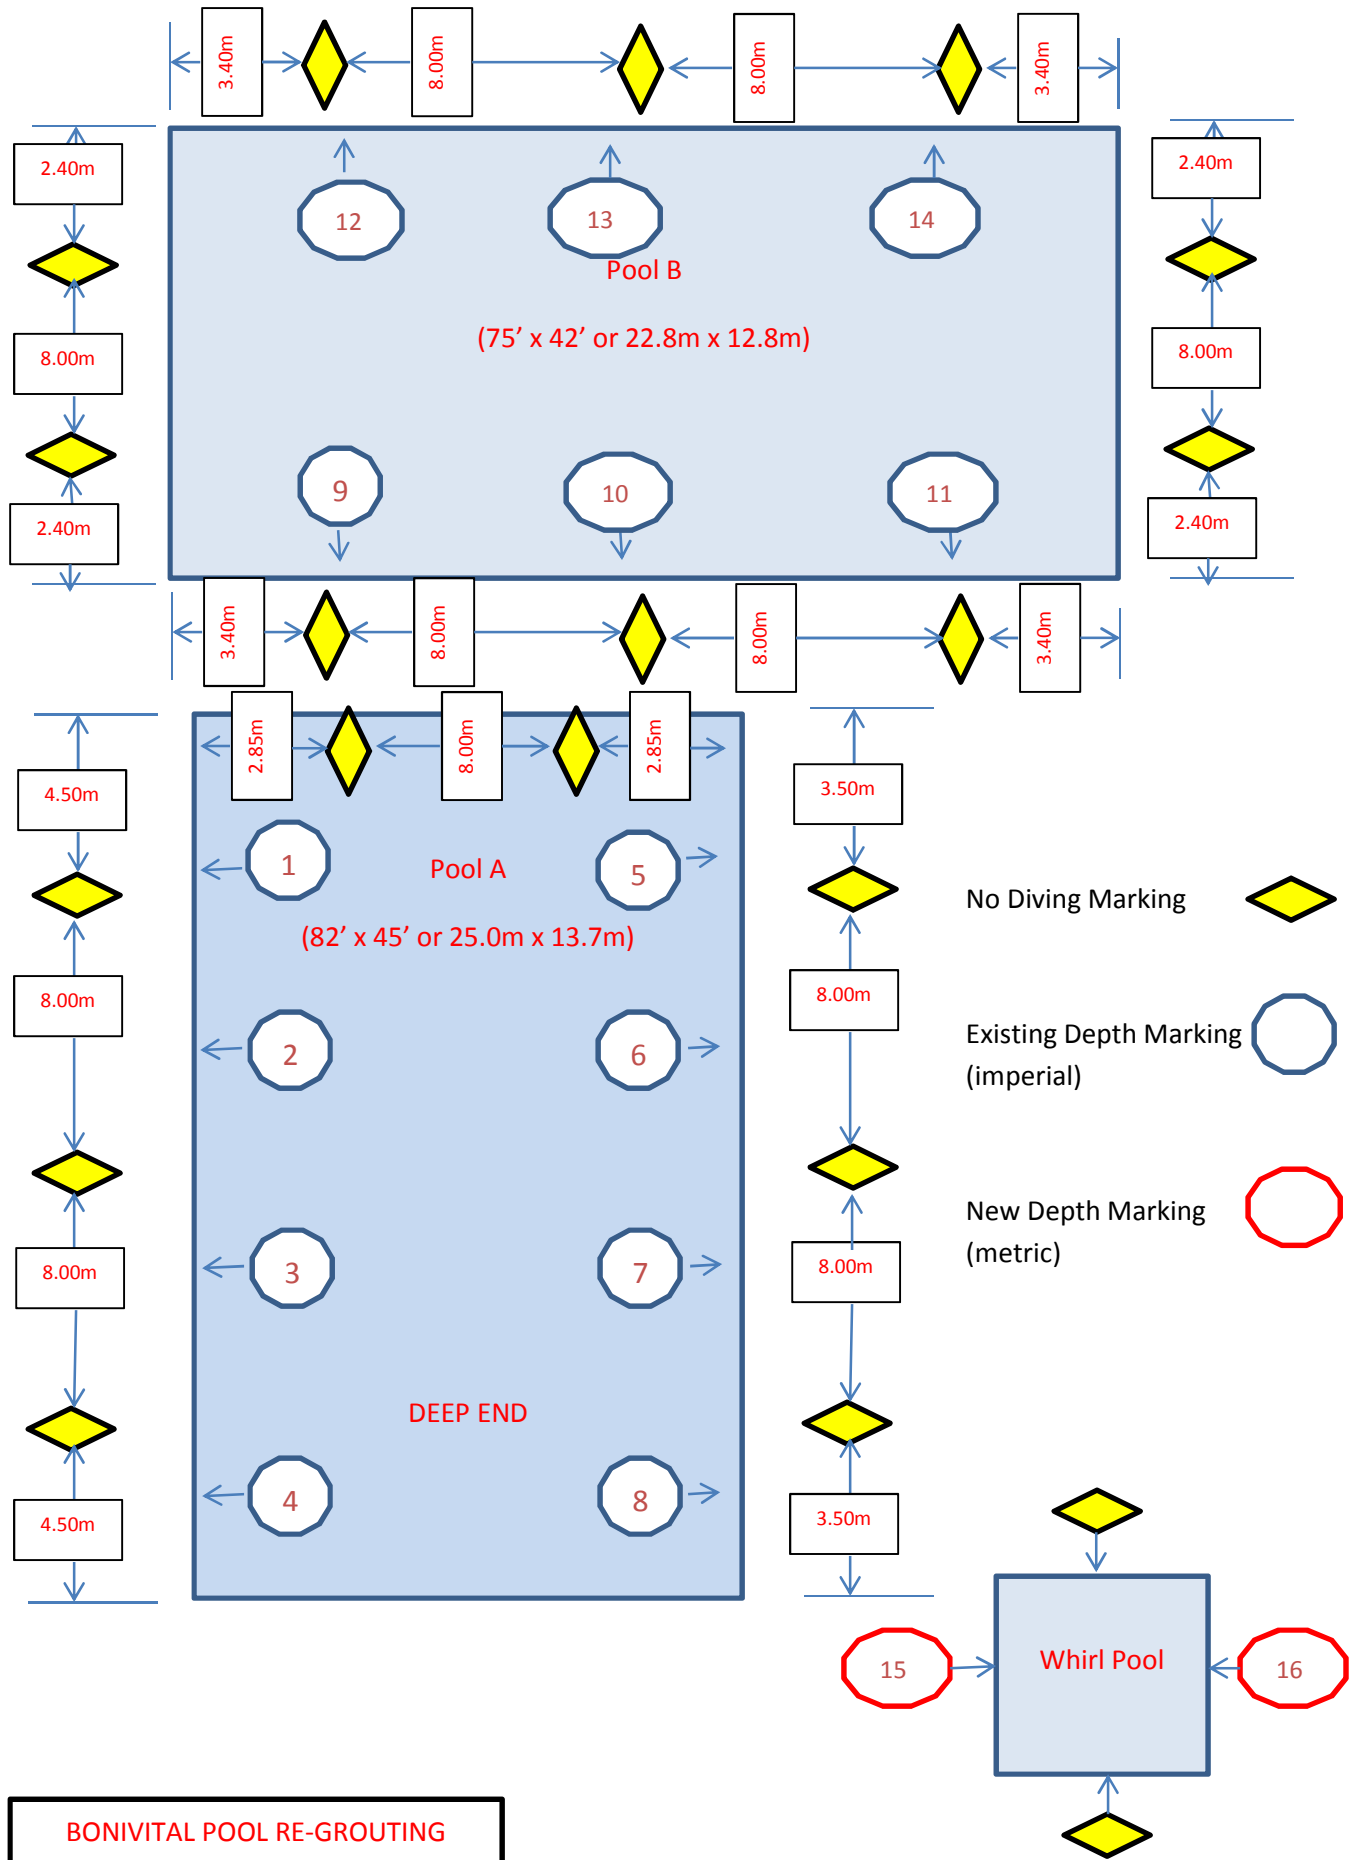 3.40m
8.00m
8.00m
3.40m
2.40m
8.00m
2.40m
2.40m
8.00m
2.40m
12
13
14
Pool B
(75’ x 42’ or 22.8m x 12.8m)
9
10
11
3.40m
8.00m
8.00m
3.40m
2.85m
8.00m
2.85m
4.50m
8.00m
8.00m
4.50m
3.50m
8.00m
8.00m
3.50m
1
5
Pool A
(82’ x 45’ or 25.0m x 13.7m)
2
6
3
7
DEEP END
4
8
No Diving Marking
Existing Depth Marking
(imperial)
New Depth Marking
(metric)
15
Whirl Pool
16
BONIVITAL POOL RE-GROUTING